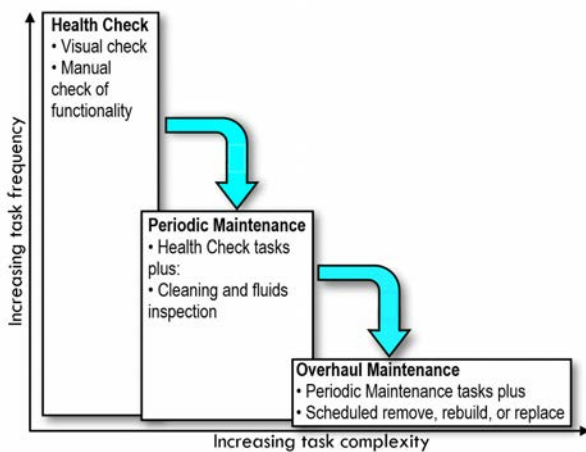 Health Check
• Visual check
• Manual
check of
functionality
Increasing task frequency
Periodic Maintenance
• Health Check tasks
plus:
• Cleaning and fluids
inspection
Overhaul Maintenance
• Periodic Maintenance tasks plus
• Scheduled remove, rebuild, or replace
Increasing task complexity